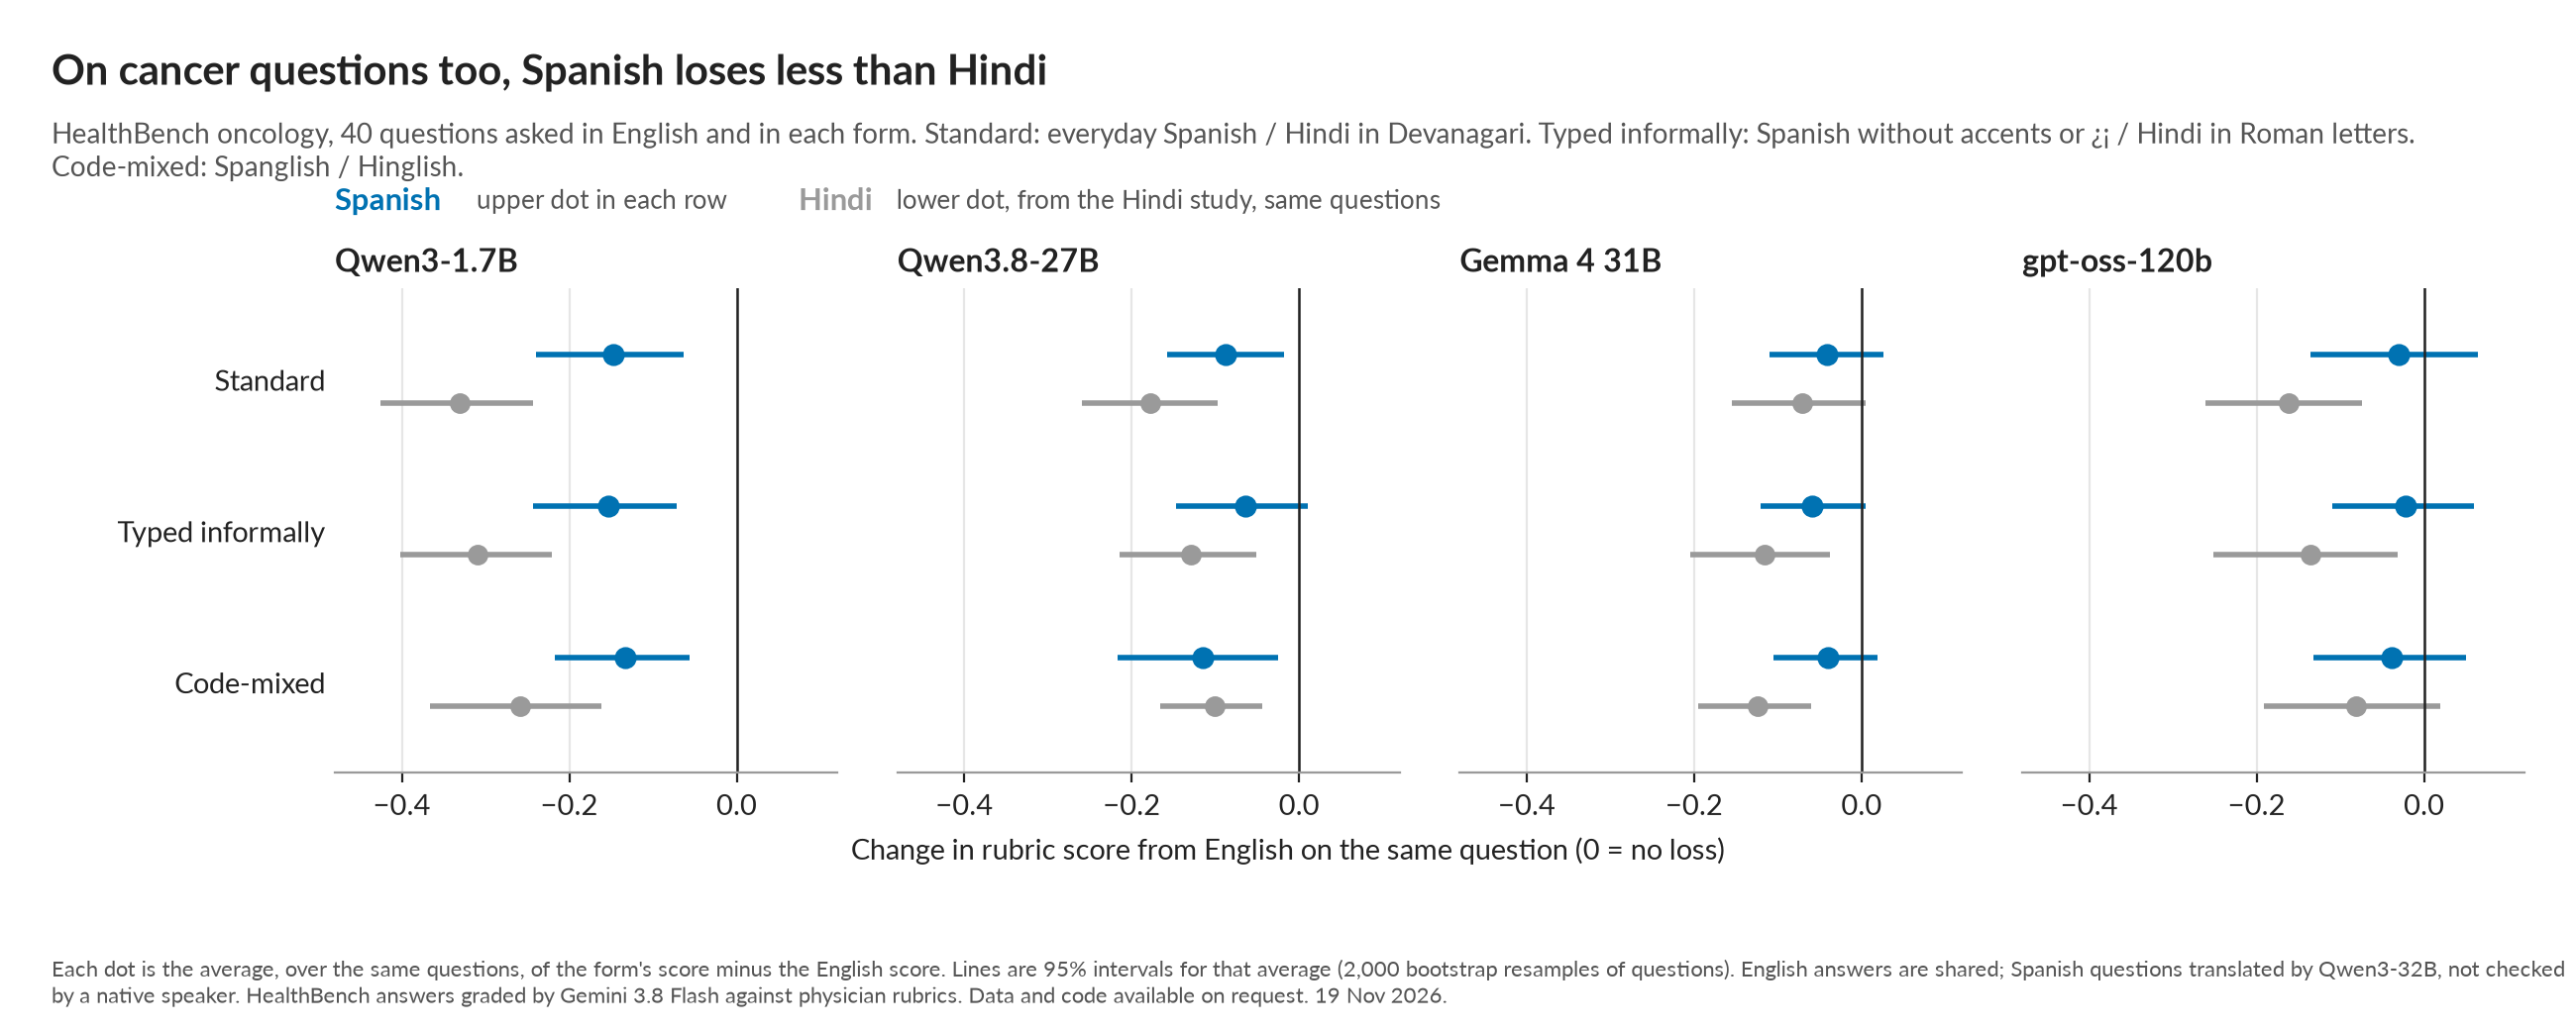 On cancer questions too, Spanish loses less than Hindi
HealthBench oncology, 40 questions asked in English and in each form. Standard: everyday Spanish / Hindi in Devanagari. Typed informally: Spanish without accents or ¿¡ / Hindi in Roman letters.
Code-mixed: Spanglish / Hinglish.
Spanish upper dot in each row Hindi lower dot, from the Hindi study, same questions
Qwen3-1.7B Qwen3.8-27B Gemma 4 31B gpt-oss-120b
Standard
Typed informally
Code-mixed
−0.4 −0.2 0.0 −0.4 −0.2 0.0 −0.4 −0.2 0.0 −0.4 −0.2 0.0
Change in rubric score from English on the same question (0 = no loss)
Each dot is the average, over the same questions, of the form's score minus the English score. Lines are 95% intervals for that average (2,000 bootstrap resamples of questions). English answers are shared; Spanish questions translated by Qwen3-32B, not checked
by a native speaker. HealthBench answers graded by Gemini 3.8 Flash against physician rubrics. Data and code available on request. 19 Nov 2026.